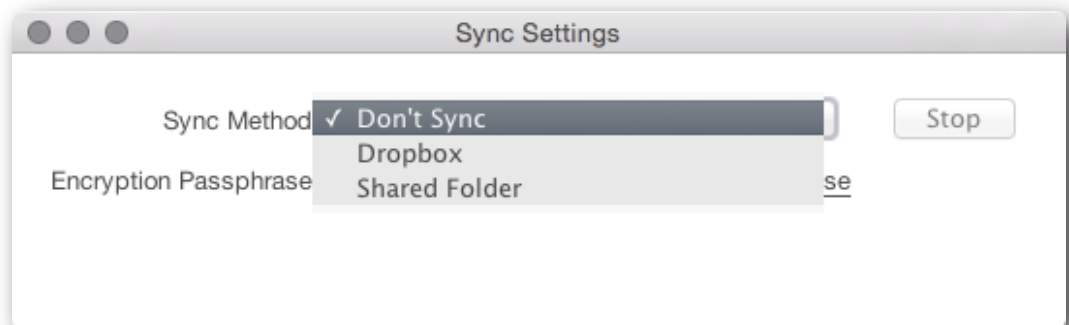 Sync Settings
Sync Method ✓ Don't Sync Stop
Dropbox
Encryption Passphrase Shared Folder se